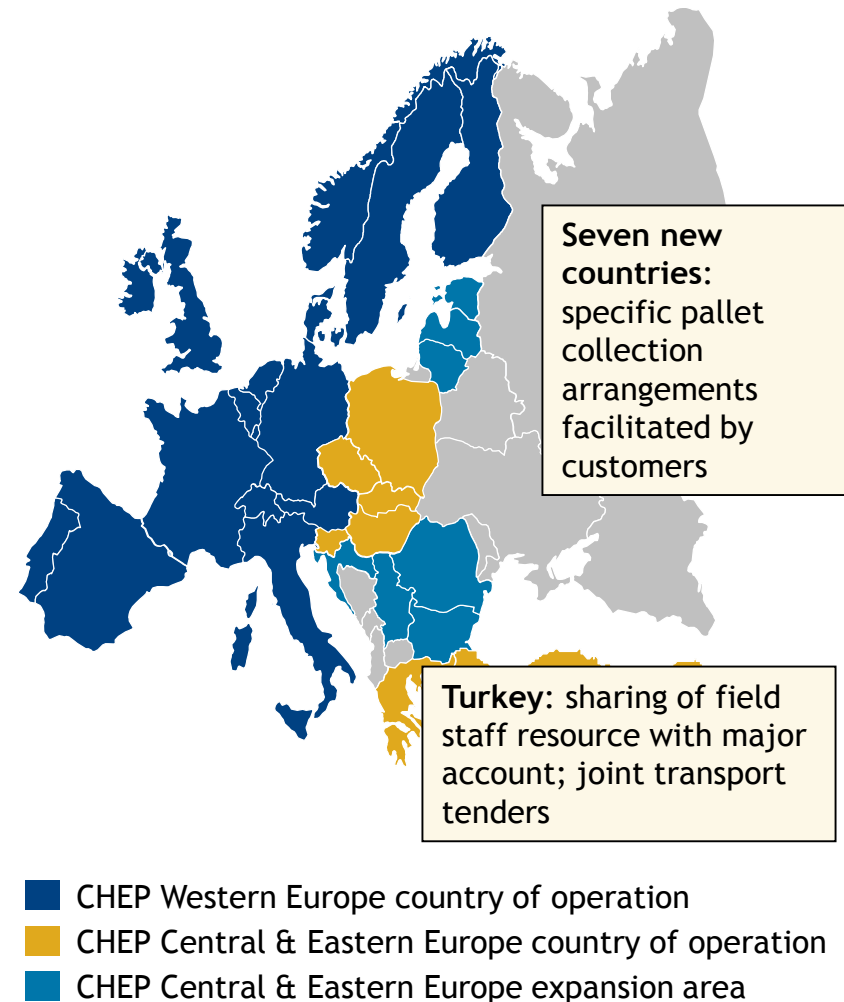 Seven new
countries:
specific pallet
collection
arrangements
facilitated by
customers
Turkey: sharing of field
staff resource with major
account; joint transport
tenders
CHEP Western Europe country of operation
CHEP Central & Eastern Europe country of operation
CHEP Central & Eastern Europe expansion area